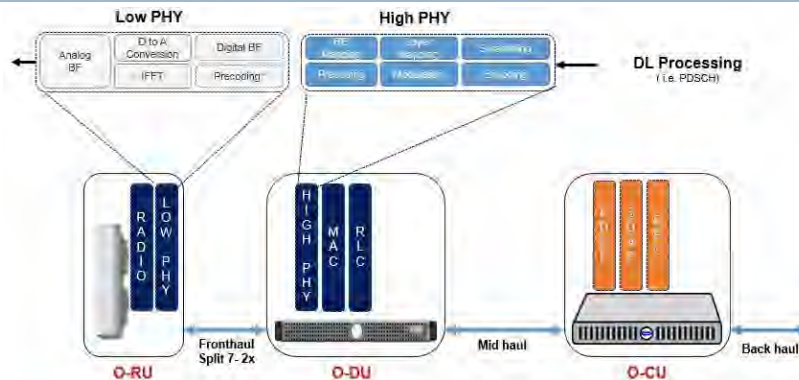 Low PHY
High PHY
Analog
BF
D to A
Conversion
Digital BF
IFFT
Precoding
RE
Mapping
Layer
Mapping
Scrambling
Precoding
Modulation
DL Processing
( i.e. PDSCH)
RADIO
LOW PHY
HIGH PHY
MAC
RLC
Fronthaul
Split 7- 2x
Mid haul
Back haul
O-RU
O-DU
O-CU